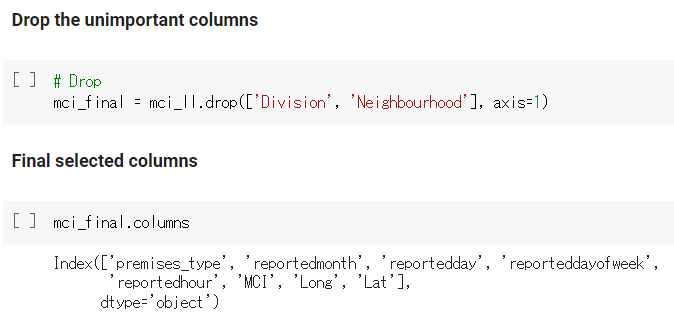 Drop the unimportant columns
[ ] # Drop
mci_final = mci_ll.drop(['Division', 'Neighbourhood'], axis=1)
Final selected columns
[ ] mci_final.columns
Index(['premises_type', 'reportedmonth', 'reportedday', 'reporteddayofweek',
'reportedhour', 'MCI', 'Long', 'Lat'],
dtype='object')